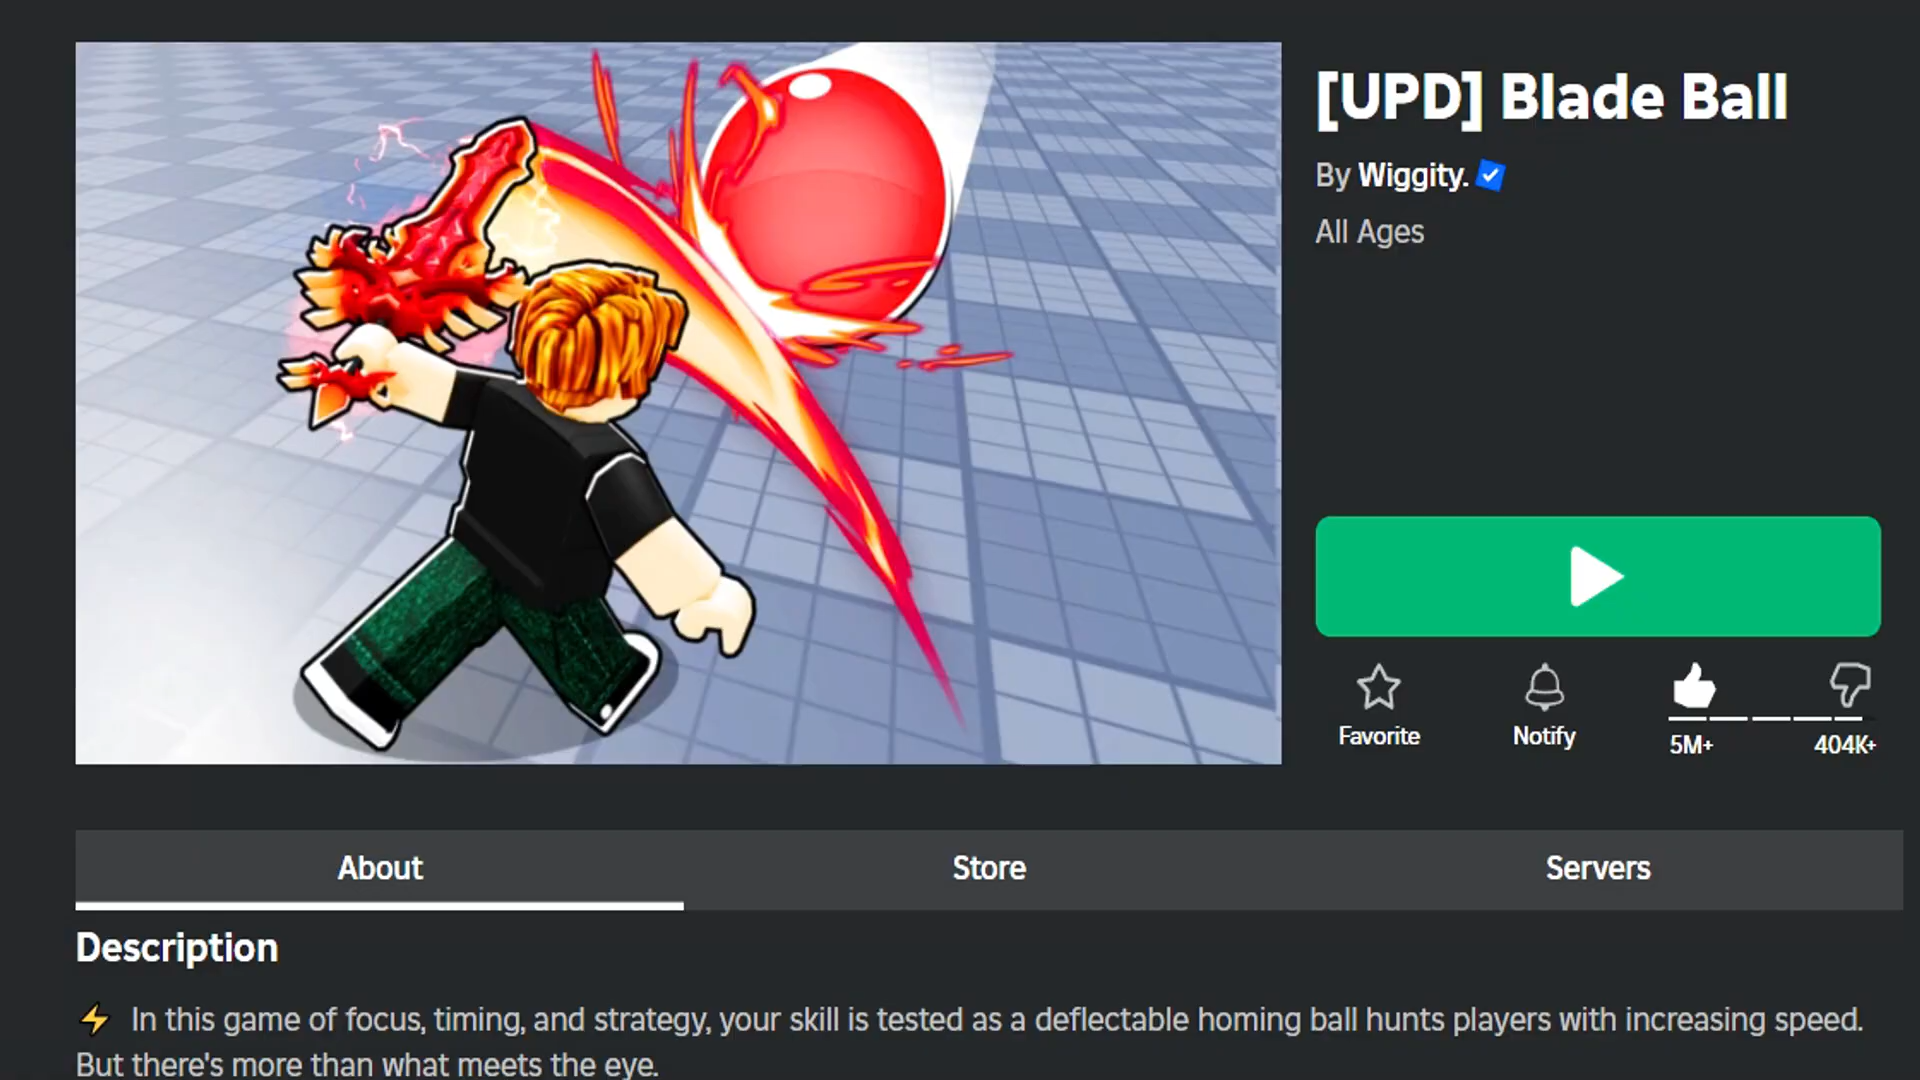 [UPD] Blade Ball
By Wiggity.
All Ages
Favorite
Notify
5M+
404K+
About
Store
Servers
Description
⚡ In this game of focus, timing, and strategy, your skill is tested as a deflectable homing ball hunts players with increasing speed.
But there's more than what meets the eye.